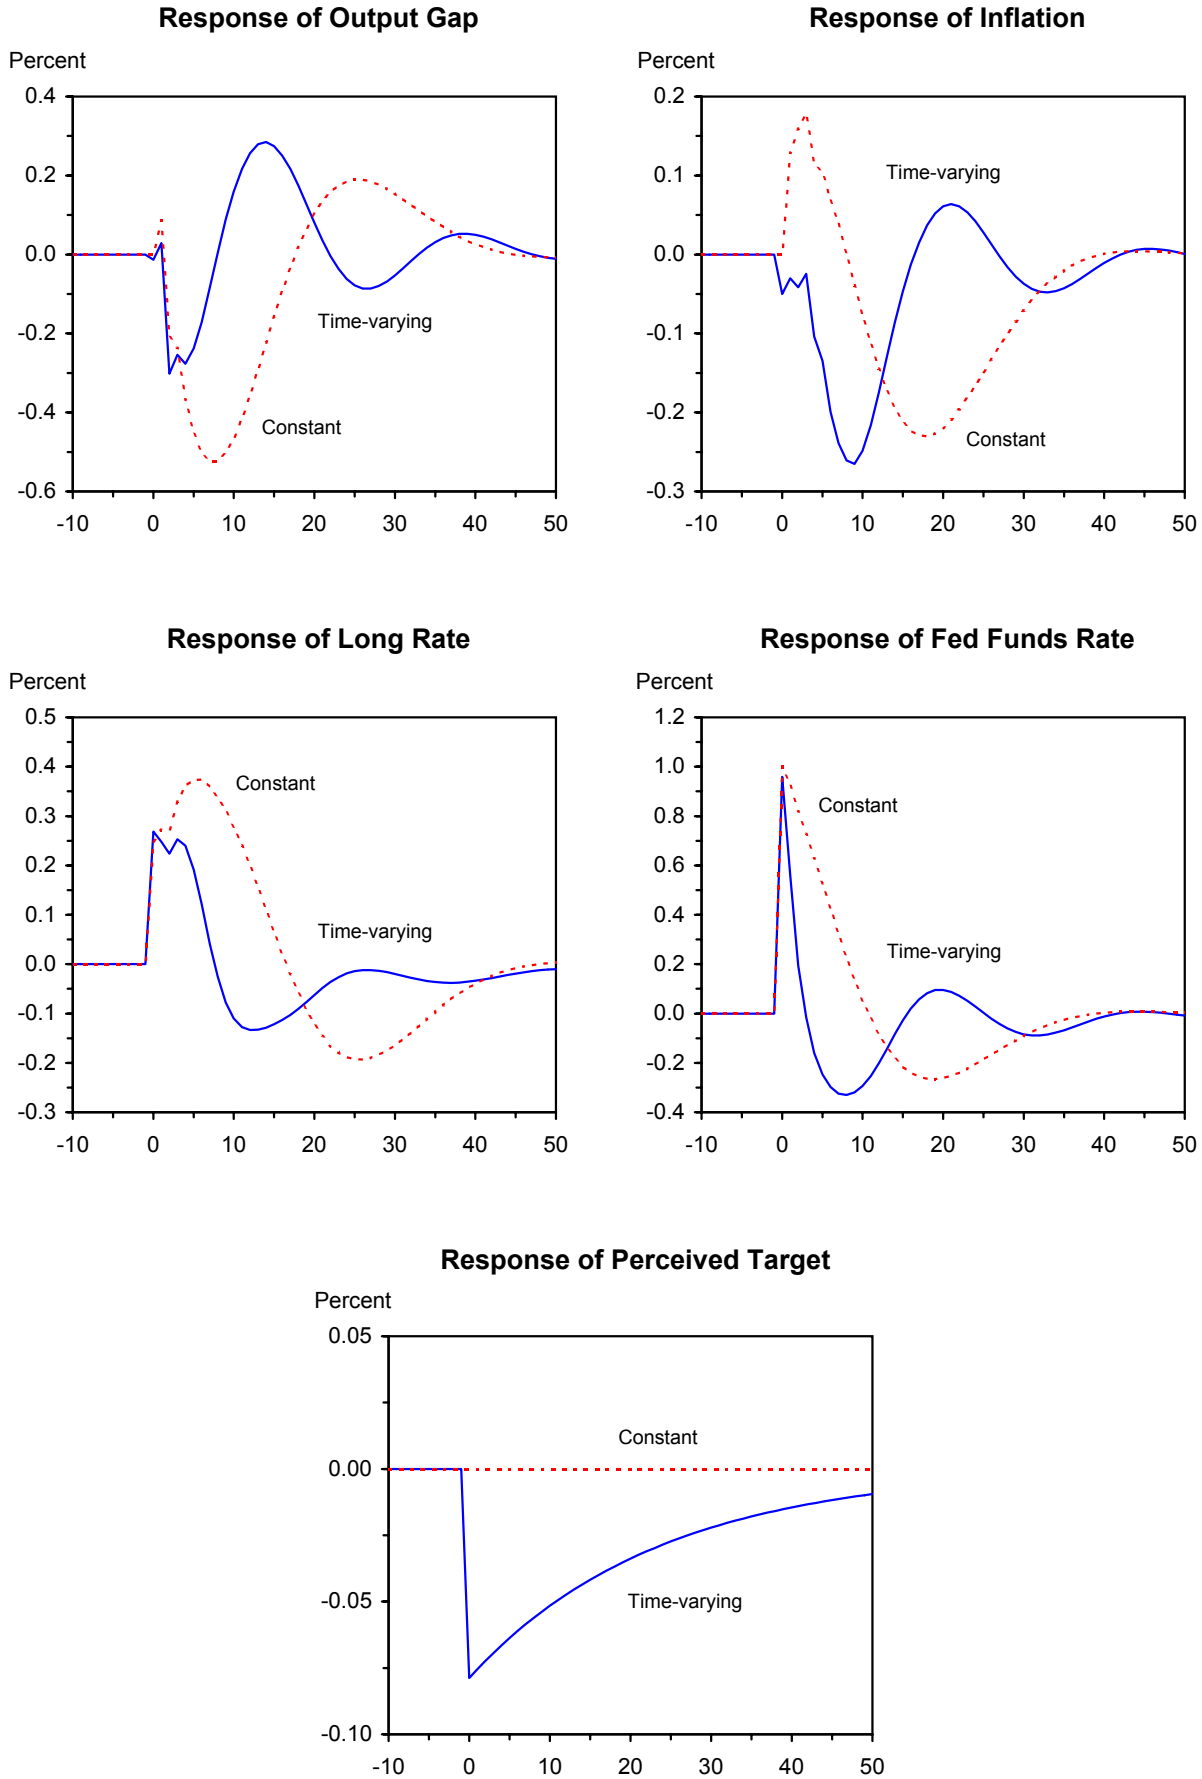 Response of Output Gap
Percent
0.4
0.2
0.0
-0.2
-0.4
-0.6
Time-varying
Constant
-10 0 10 20 30 40 50
Response of Inflation
Percent
0.2
0.1
0.0
-0.1
-0.2
-0.3
Time-varying
Constant
-10 0 10 20 30 40 50
Response of Long Rate
Percent
0.5
0.4
0.3
0.2
0.1
0.0
-0.1
-0.2
-0.3
Constant
Time-varying
-10 0 10 20 30 40 50
Response of Fed Funds Rate
Percent
1.2
1.0
0.8
0.6
0.4
0.2
0.0
-0.2
-0.4
Constant
Time-varying
-10 0 10 20 30 40 50
Response of Perceived Target
Percent
0.05
0.00
-0.05
-0.10
Constant
Time-varying
-10 0 10 20 30 40 50